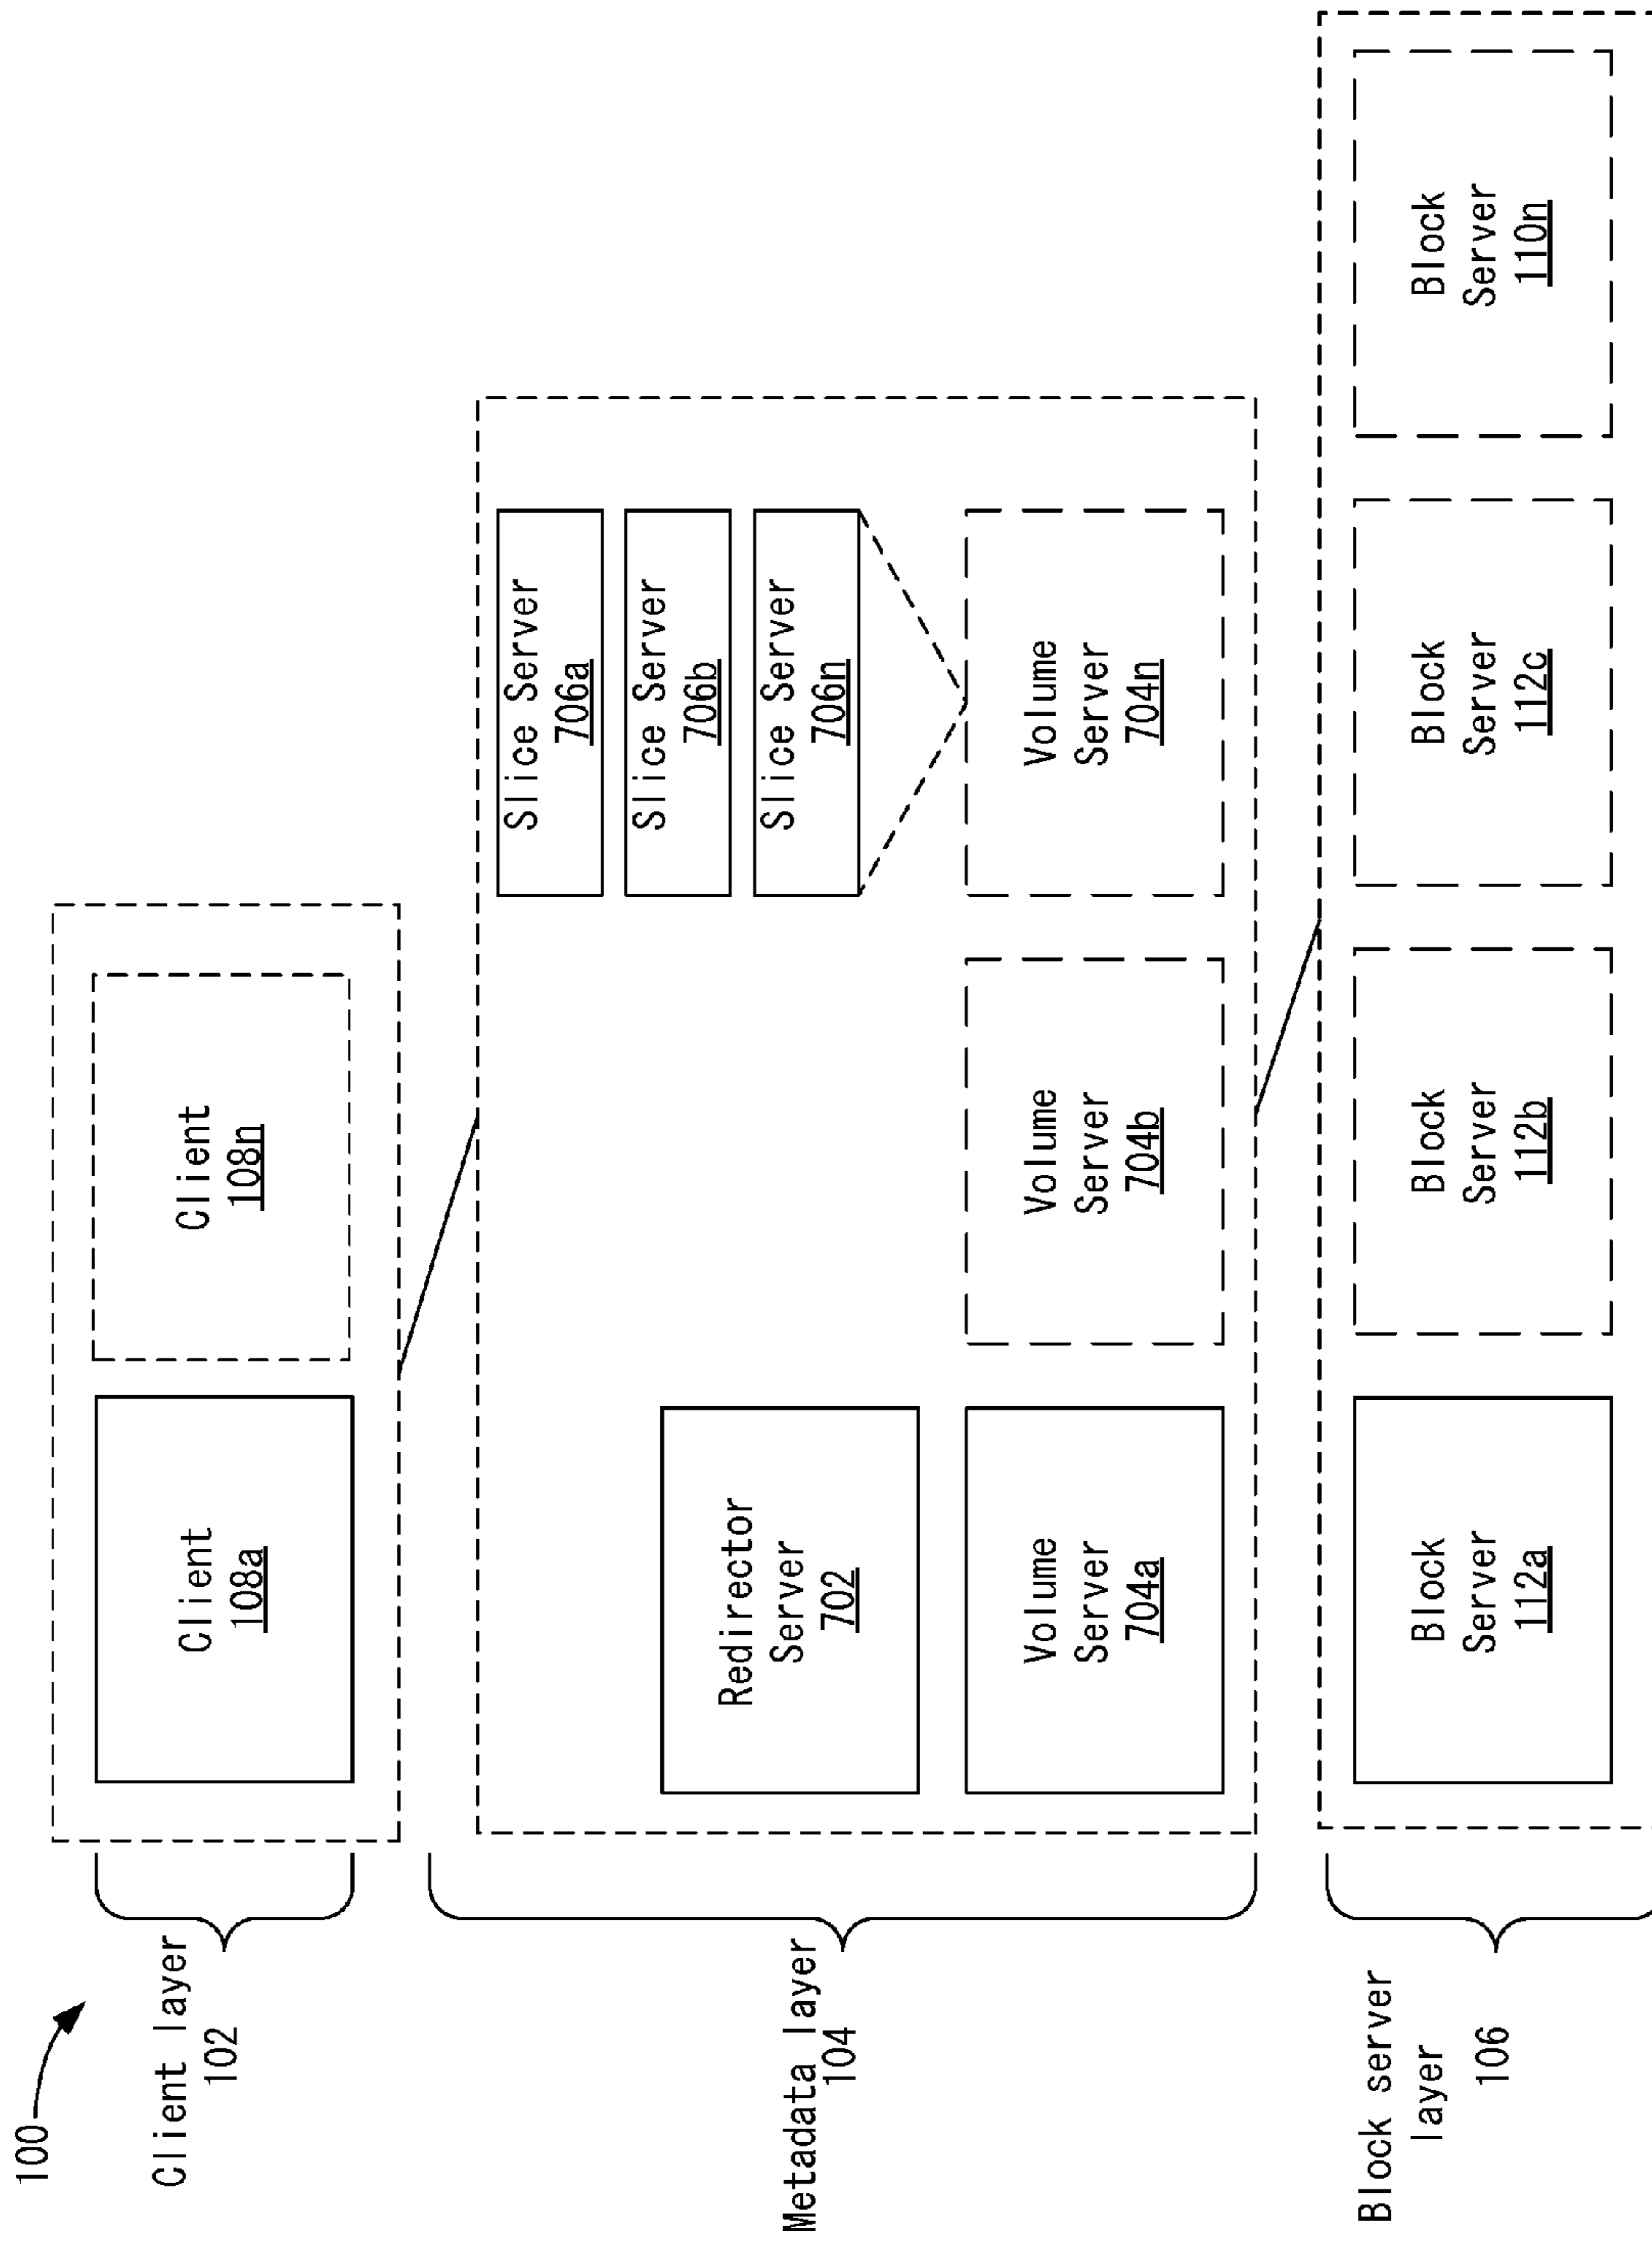 100
Client layer
102
Client
108a
Client
108n
Metadata layer
104
Slice Server
706a
Slice Server
706b
Slice Server
706n
Redirector
Server
702
Volume
Server
704a
Volume
Server
704b
Volume
Server
704n
Block server
layer
106
Block
Server
112a
Block
Server
112b
Block
Server
112c
Block
Server
110n